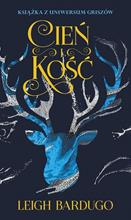 KSIĄŻKA Z UNIWERSUM GRISZÓW
CIEŃ
I
KOŚĆ
LEIGH BARDUGO